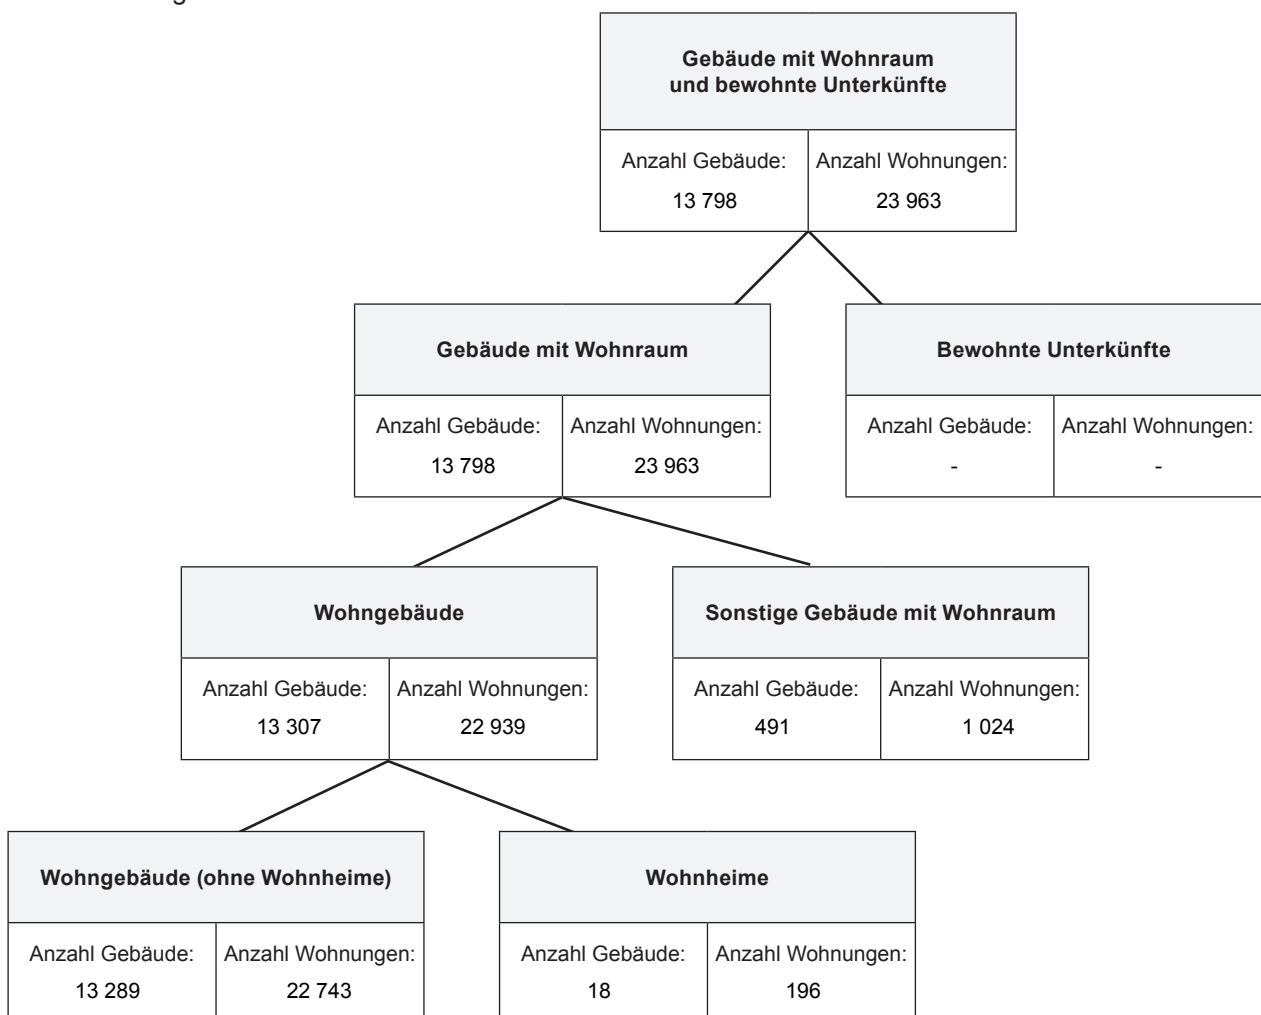 g
Gebäude mit Wohnraum
und bewohnte Unterkünfte
Anzahl Gebäude: Anzahl Wohnungen:
13 798 23 963
Gebäude mit Wohnraum
Anzahl Gebäude: Anzahl Wohnungen:
13 798 23 963
Bewohnte Unterkünfte
Anzahl Gebäude: Anzahl Wohnungen:
- -
Wohngebäude
Anzahl Gebäude: Anzahl Wohnungen:
13 307 22 939
Sonstige Gebäude mit Wohnraum
Anzahl Gebäude: Anzahl Wohnungen:
491 1 024
Wohngebäude (ohne Wohnheime)
Anzahl Gebäude: Anzahl Wohnungen:
13 289 22 743
Wohnheime
Anzahl Gebäude: Anzahl Wohnungen:
18 196